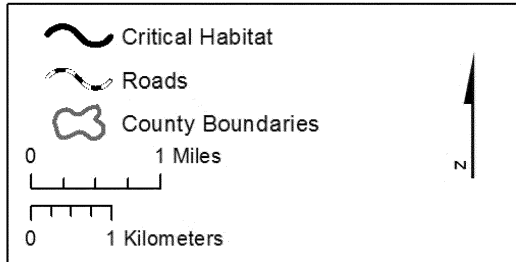 Critical Habitat
Roads
County Boundaries
0 1 Miles
0 1 Kilometers
N